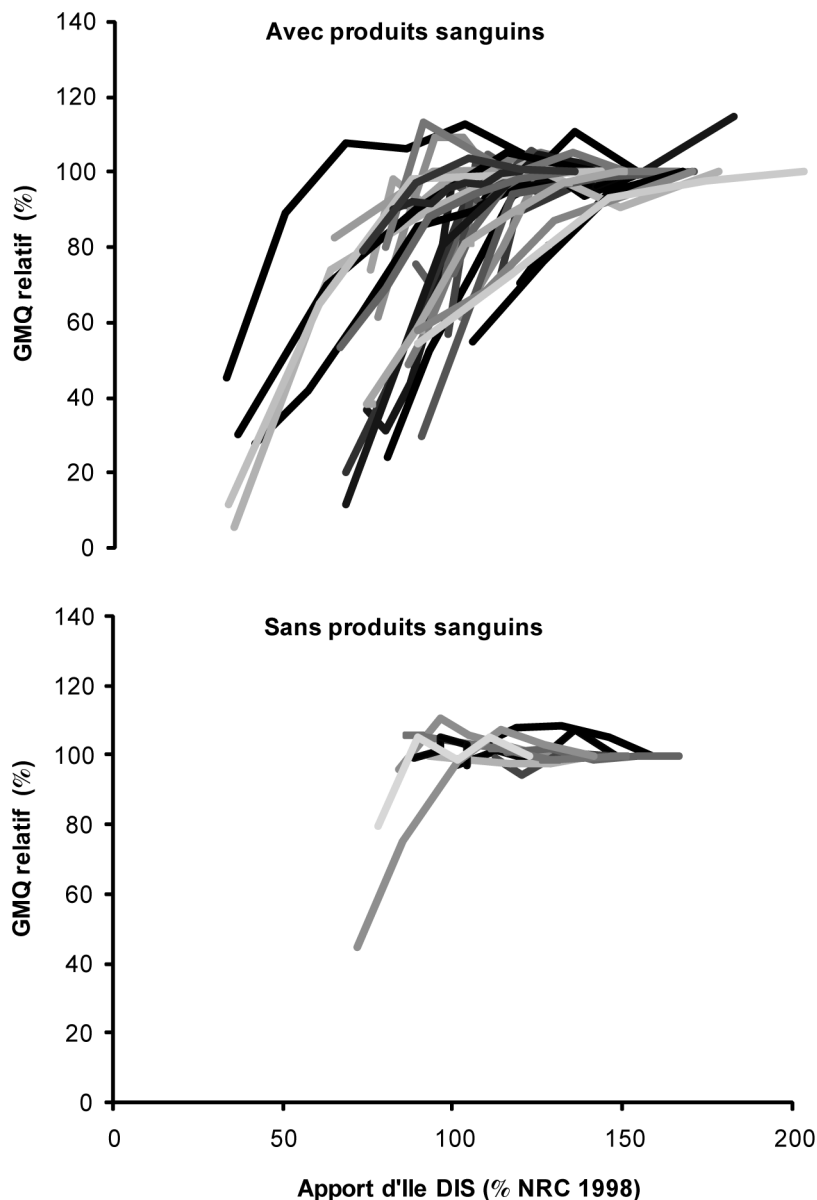 Avec produits sanguins
GMQ relatif (%)
140
120
100
80
60
40
20
0
Sans produits sanguins
GMQ relatif (%)
140
120
100
80
60
40
20
0
0 50 100 150 200
Apport d'Ile DIS (% NRC 1998)